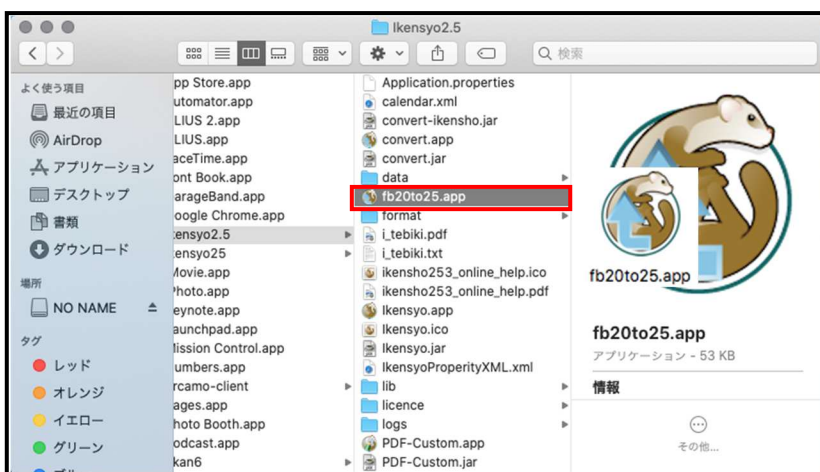 Ikensyo2.5
検索
よく使う項目
最近の項目
AirDrop
アプリケーション
デスクトップ
書類
ダウンロード
場所
NO NAME
タグ
レッド
オレンジ
イエロー
グリーン
pp Store.app
utomator.app
LIUS 2.app
LIUS.app
aceTime.app
ont Book.app
arageBand.app
oogle Chrome.app
ensyo2.5
ensyo25
Movie.app
Photo.app
eynote.app
aunchpad.app
lission Control.app
umbers.app
rcamo-client
ages.app
hoto Booth.app
odcast.app
kan6
Application.properties
calendar.xml
convert-ikensho.jar
convert.app
convert.jar
data
fb20to25.app
format
i_tebiki.pdf
i_tebiki.txt
ikensho253_online_help.ico
ikensho253_online_help.pdf
Ikensyo.app
Ikensyo.ico
Ikensyo.jar
IkensyoProperityXML.xml
lib
licence
logs
PDF-Custom.app
PDF-Custom.jar
fb20to25.app
fb20to25.app
アプリケーション - 53 KB
情報
その他...